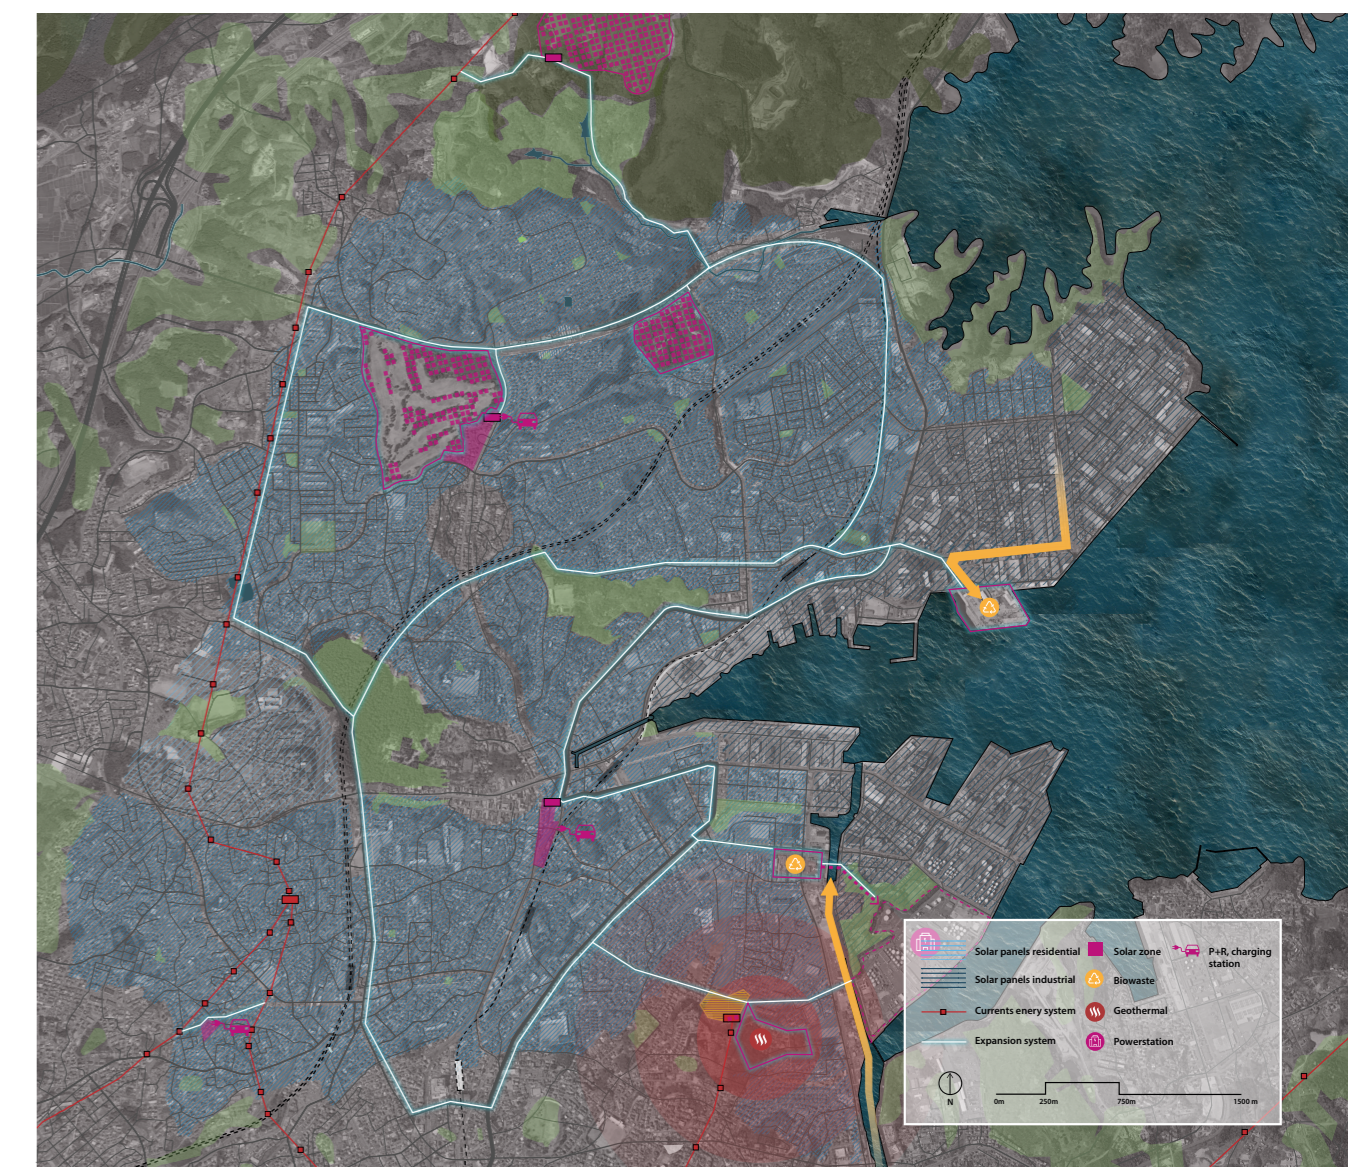 Solar panels residential
Solar zone
P+R, charging
station
Solar panels industrial
Biowaste
Currents enery system
Geothermal
Expansion system
Powerstation
N
0m
250m
750m
1500 m